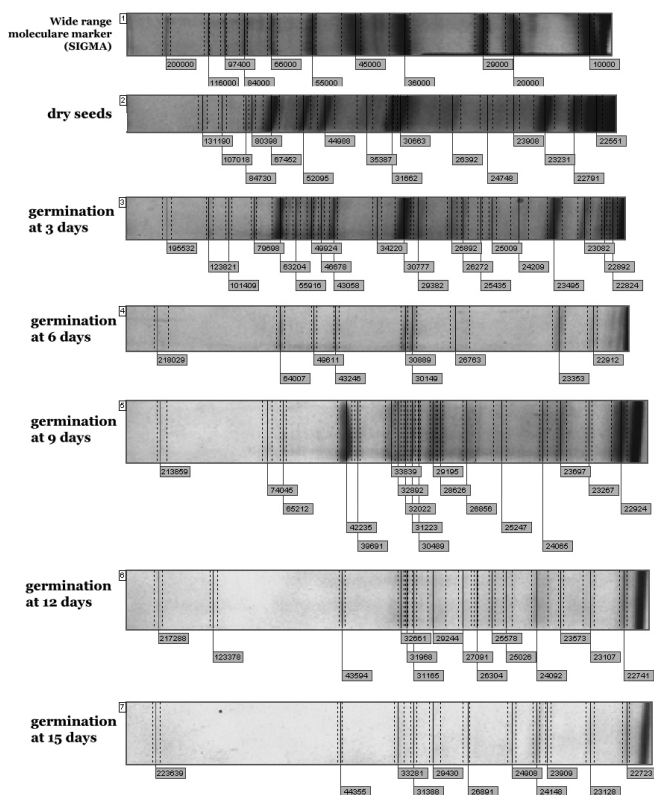 Wide range
moleculare marker
(SIGMA)
1
200000 97400 66000 45000 29000 10000
116000 84000 55000 36000 20000
dry seeds
2
131190 80398 44988 30663 23908 22551
107018 67452 35387 26392 23231
84730 52095 31662 24748 22791
germination
at 3 days
3
195532 79698 49924 34220 26892 25009 23082
123821 63204 46678 30777 26272 24209 22892
101409 55916 43058 29382 25435 23495 22824
germination
at 6 days
4
218029 49611 30889 26763 22912
64007 43246 30149 23353
germination
at 9 days
5
213859 33839 29195 23697
74046 32892 28626 23267
65212 32022 26856 22924
42235 31223 25247
39691 30489 24065
germination
at 12 days
6
217288 32661 29244 25578 23573
123378 31968 27091 25026 23107
43594 31165 26304 24092 22741
germination
at 15 days
7
223639 33281 29430 24908 23909 22723
44355 31388 26891 24148 23128